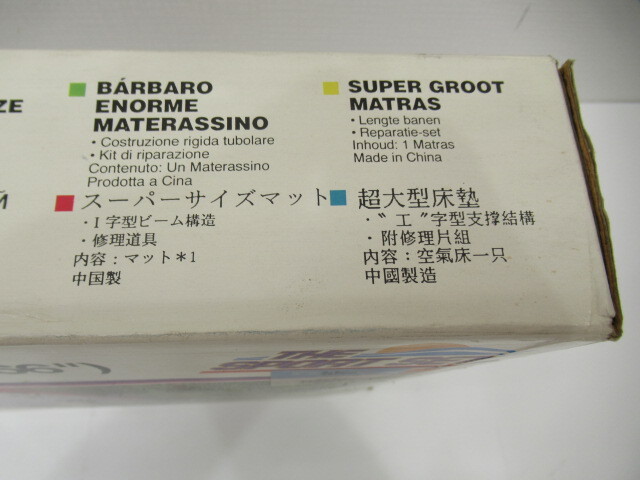 ZE
BÁRBARO
ENORME
MATERASSINO
• Costruzione rigida tubolare
• Kit di riparazione
Contenuto: Un Materassino
Prodotta a Cina
SUPER GROOT
MATRAS
• Lengte banen
• Reparatie-set
Inhoud: 1 Matras
Made in China
Й
スーパーサイズマット
・I字型ビーム構造
・修理道具
内容：マット*1
中国製
超大型床墊
・〝工〞字型支撐結構
・附修理片組
內容：空氣床一只
中國製造
THE